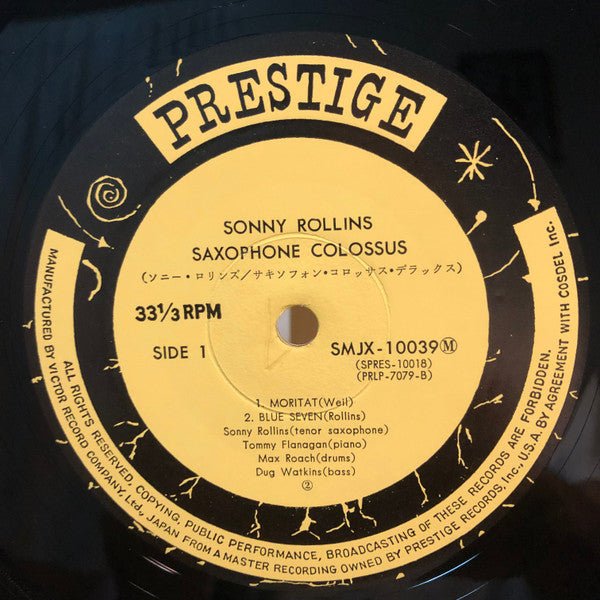 PRESTIGE
SONNY ROLLINS
SAXOPHONE COLOSSUS
(ソニー・ロリンズ/サキソフォン・コロッサス・デラックス)
33 1/3 RPM
SIDE 1
SMJX-10039Ⓜ
(SPRES-10018)
(PRLP-7079-B)
1. MORITAT(Weil)
2. BLUE SEVEN(Rollins)
Sonny Rollins(tenor saxophone)
Tommy Flanagan(piano)
Max Roach(drums)
Dug Watkins(bass)
②
ALL RIGHTS RESERVED, COPYING, PUBLIC PERFORMANCE, BROADCASTING OF THESE RECORDS ARE FORBIDDEN.
MANUFACTURED BY VICTOR RECORD COMPANY, Ltd., JAPAN FROM A MASTER RECORDING OWNED BY PRESTIGE RECORDS, Inc., U.S.A. BY AGREEMENT WITH COSDEL Inc.